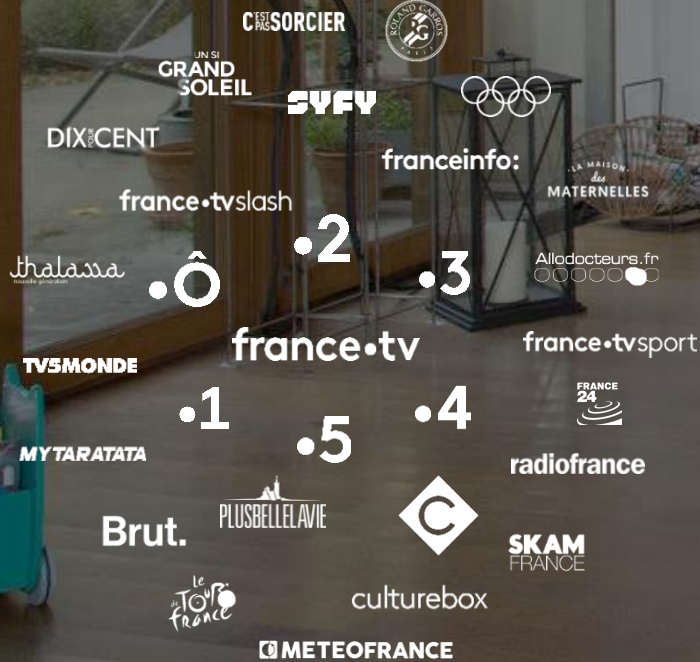 C'EST PAS SORCIER
ROLAND GARROS
PARIS
UN SI
GRAND
SOLEIL
SYFY
DIX POUR CENT
franceinfo:
LA MAISON
des
MATERNELLES
france•tvslash
•2
thalassa
nouvelle génération
•Ô
•3
Allodocteurs.fr
france•tv
france•tvsport
TV5MONDE
•1
•4
FRANCE
24
•5
MYTARATATA
radiofrance
PLUSBELLELAVIE
C
Brut.
SKAM
FRANCE
le
TOUR
de
france
culturebox
METEOFRANCE